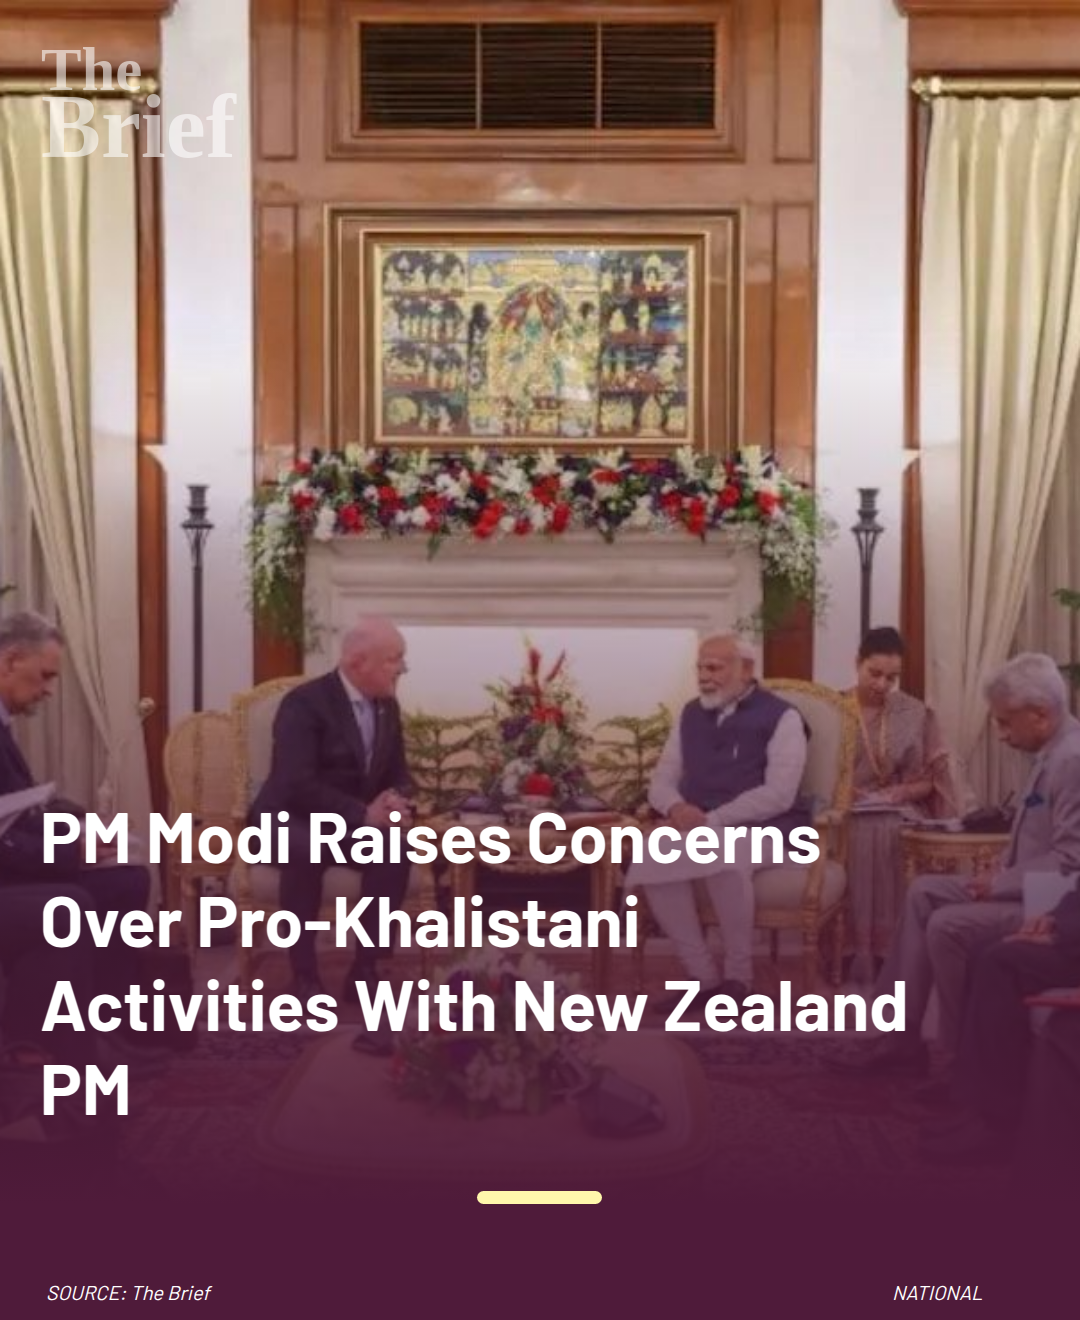 The
Brief
PM Modi Raises Concerns
Over Pro-Khalistani
Activities With New Zealand
PM
SOURCE: The Brief
NATIONAL